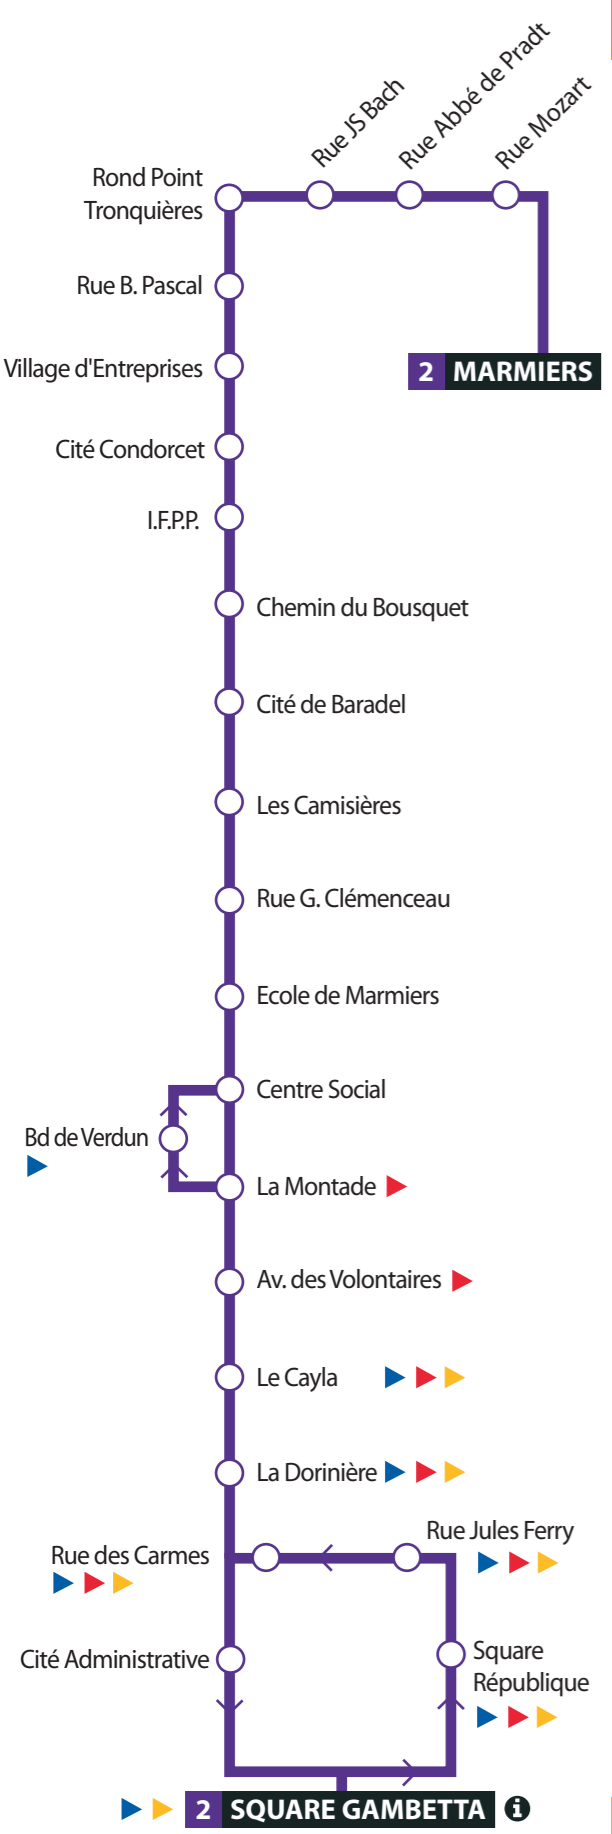 Rue JS Bach
Rue Abbé de Pradt
Rue Mozart
Rond Point
Tronquières
Rue B. Pascal
Village d'Entreprises
2 MARMIERS
Cité Condorcet
I.F.P.P.
Chemin du Bousquet
Cité de Baradel
Les Camisières
Rue G. Clémenceau
Ecole de Marmiers
Centre Social
Bd de Verdun
La Montade
Av. des Volontaires
Le Cayla
La Dorinière
Rue Jules Ferry
Rue des Carmes
Cité Administrative
Square
République
2 SQUARE GAMBETTA i